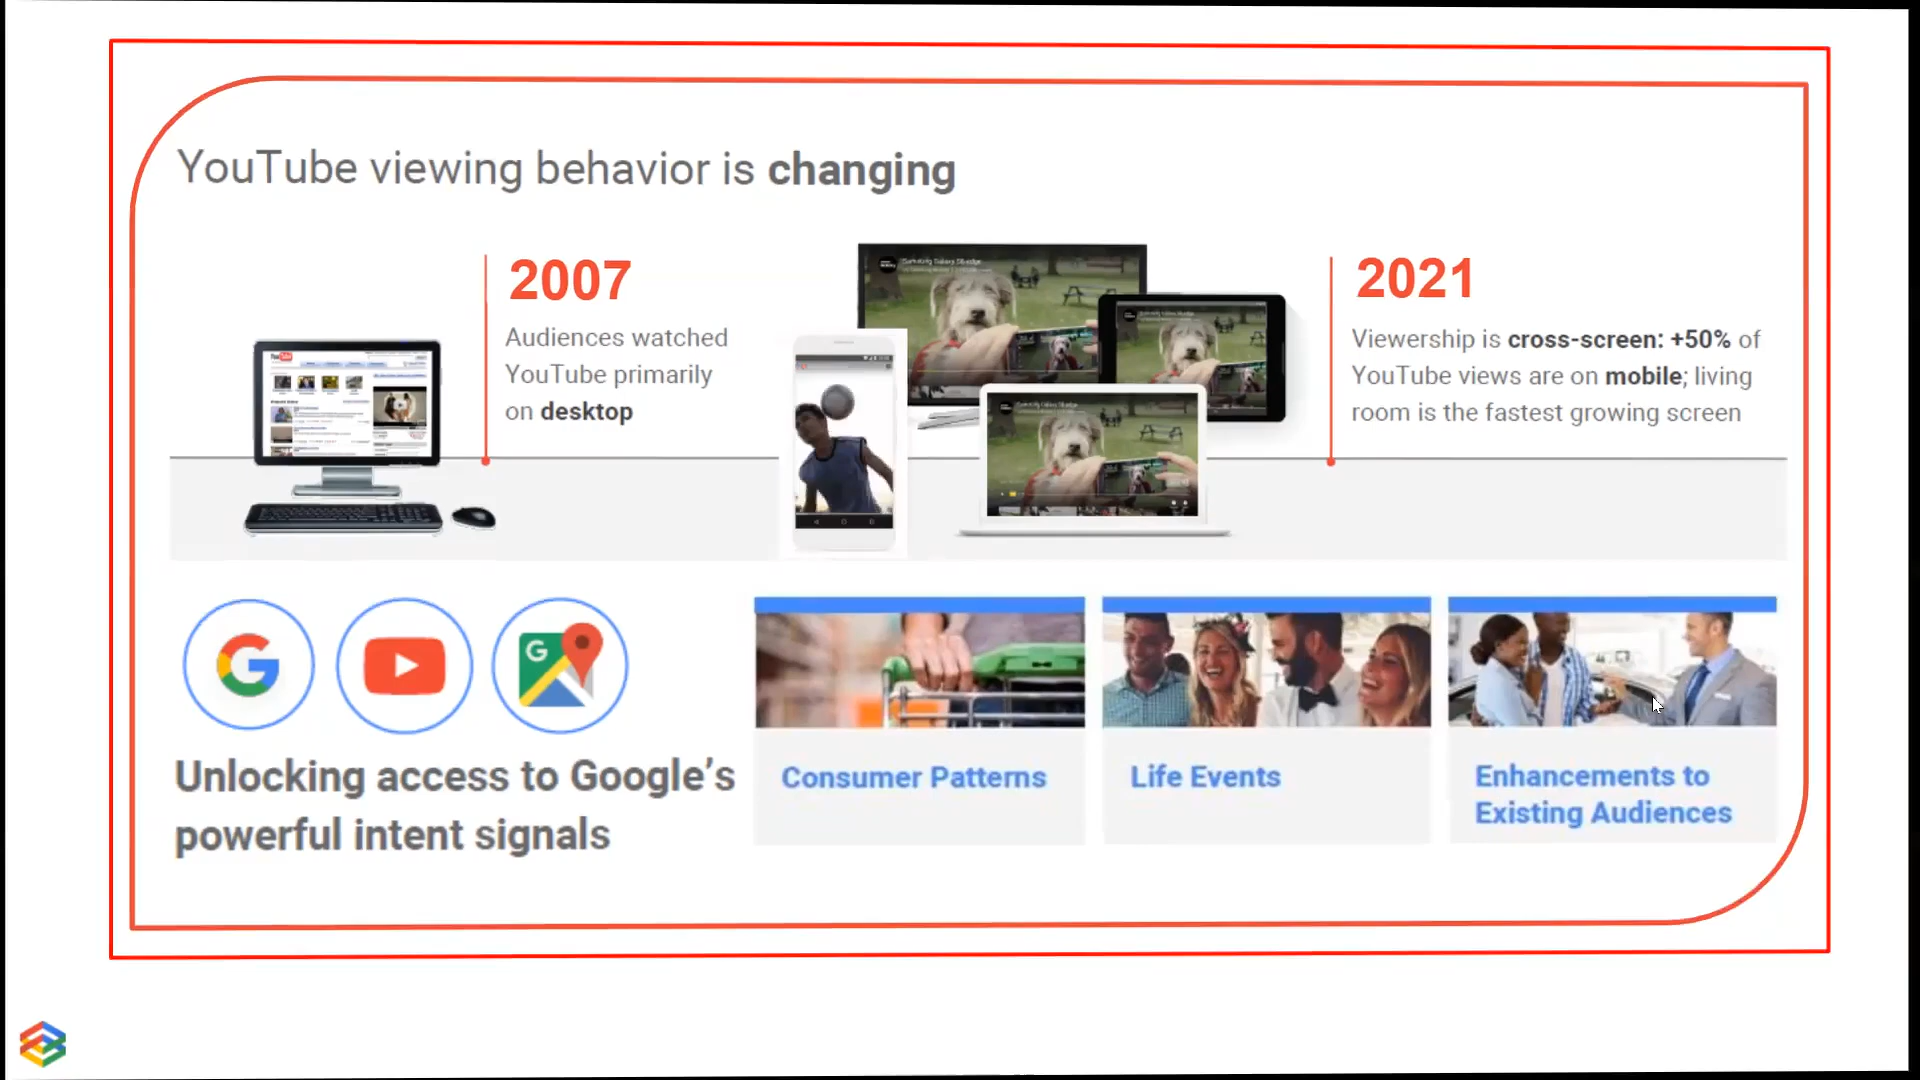 YouTube viewing behavior is changing
2007
Audiences watched
YouTube primarily
on desktop
2021
Viewership is cross-screen: +50% of
YouTube views are on mobile; living
room is the fastest growing screen
Unlocking access to Google's
powerful intent signals
Consumer Patterns
Life Events
Enhancements to
Existing Audiences